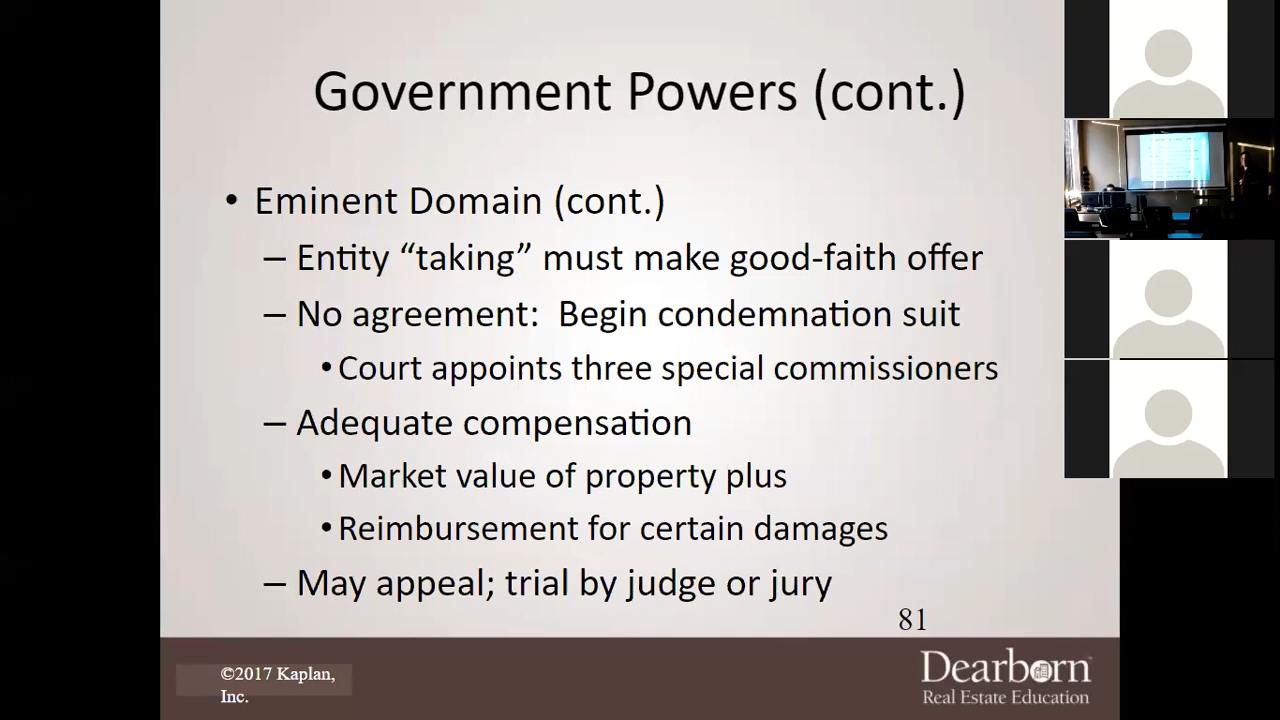 Government Powers (cont.)
• Eminent Domain (cont.)
– Entity “taking” must make good-faith offer
– No agreement:  Begin condemnation suit
• Court appoints three special commissioners
– Adequate compensation
• Market value of property plus
• Reimbursement for certain damages
– May appeal; trial by judge or jury
81
©2017 Kaplan,
Inc.
Dearborn
Real Estate Education